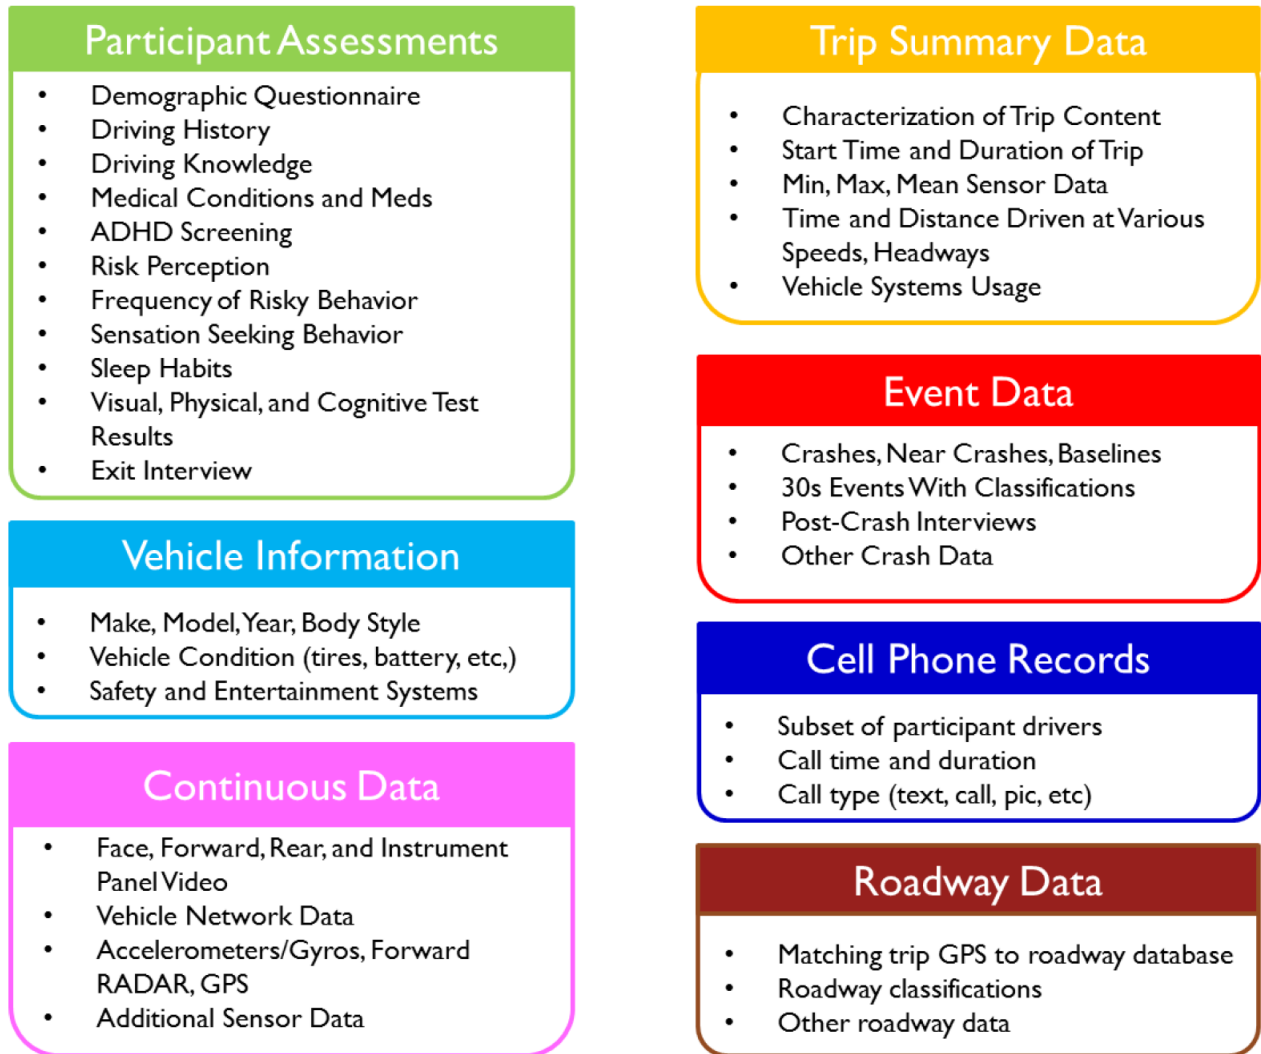 Participant Assessments
• Demographic Questionnaire
• Driving History
• Driving Knowledge
• Medical Conditions and Meds
• ADHD Screening
• Risk Perception
• Frequency of Risky Behavior
• Sensation Seeking Behavior
• Sleep Habits
• Visual, Physical, and Cognitive Test
Results
• Exit Interview
Vehicle Information
• Make, Model, Year, Body Style
• Vehicle Condition (tires, battery, etc,)
• Safety and Entertainment Systems
Continuous Data
• Face, Forward, Rear, and Instrument
Panel Video
• Vehicle Network Data
• Accelerometers/Gyros, Forward
RADAR, GPS
• Additional Sensor Data
Trip Summary Data
• Characterization of Trip Content
• Start Time and Duration of Trip
• Min, Max, Mean Sensor Data
• Time and Distance Driven at Various
Speeds, Headways
• Vehicle Systems Usage
Event Data
• Crashes, Near Crashes, Baselines
• 30s Events With Classifications
• Post-Crash Interviews
• Other Crash Data
Cell Phone Records
• Subset of participant drivers
• Call time and duration
• Call type (text, call, pic, etc)
Roadway Data
• Matching trip GPS to roadway database
• Roadway classifications
• Other roadway data